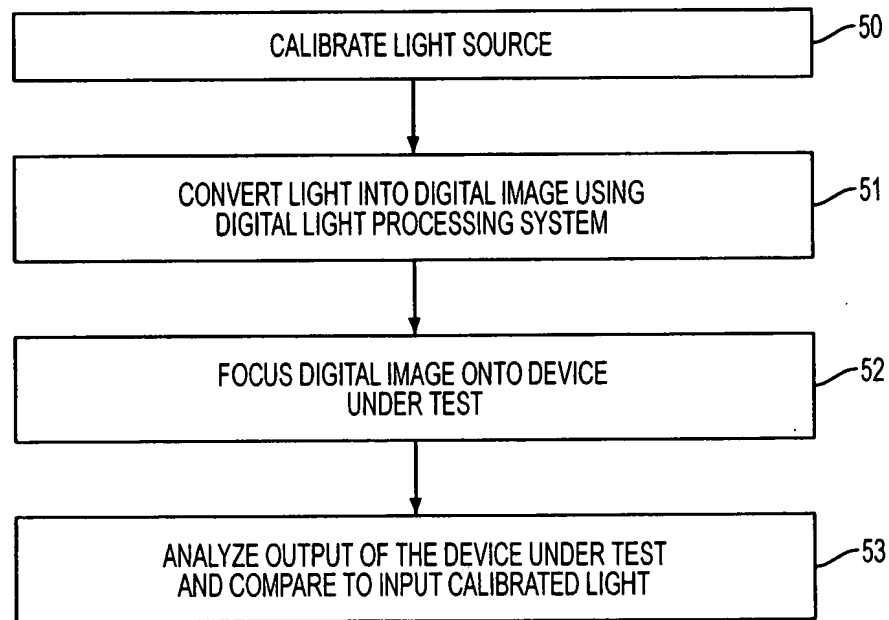 CALIBRATE LIGHT SOURCE
50
CONVERT LIGHT INTO DIGITAL IMAGE USING
DIGITAL LIGHT PROCESSING SYSTEM
51
FOCUS DIGITAL IMAGE ONTO DEVICE
UNDER TEST
52
ANALYZE OUTPUT OF THE DEVICE UNDER TEST
AND COMPARE TO INPUT CALIBRATED LIGHT
53